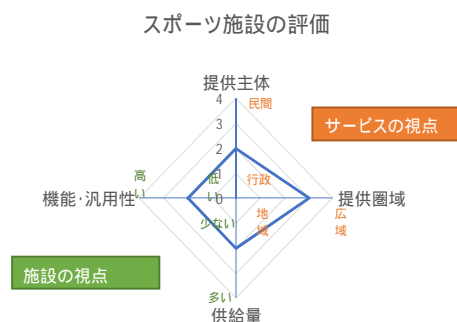 スポーツ施設の評価
提供主体
4
民間
3
サービスの視点
2
高い
1
低い
行政
機能・汎用性
0
提供圏域
地域
広域
少ない
施設の視点
多い
供給量